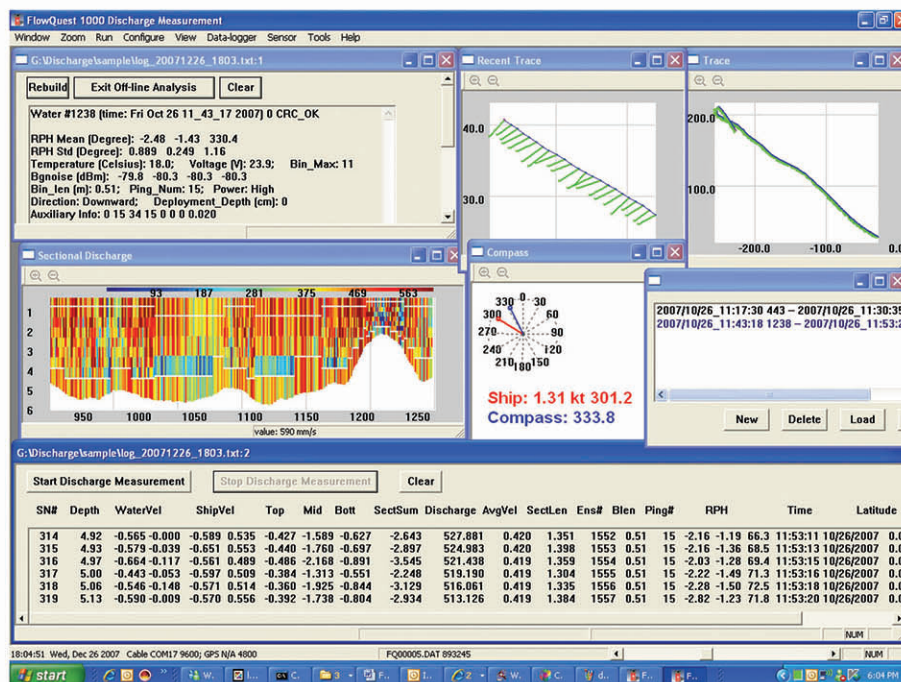 FlowQuest 1000 Discharge Measurement
Window Zoom Run Configure View Data-logger Sensor Tools Help
G:\Discharge\sample\log_20071226_1803.txt:1
Rebuild Exit Off-line Analysis Clear
Water #1238 (time: Fri Oct 26 11_43_17 2007) 0 CRC_OK
RPH Mean (Degree): -2.48 -1.43 330.4
RPH Std (Degree): 0.889 0.249 1.16
Temperature (Celsius): 18.0; Voltage (V): 23.9; Bin_Max: 11
Bgnoise (dBm): -79.8 -80.3 -80.3 -80.3
Bin_len (m): 0.51; Ping_Num: 15; Power: High
Direction: Downward; Deployment_Depth (cm): 0
Auxiliary Info: 0 15 34 15 0 0 0 0.020
Recent Trace
40.0
30.0
Trace
200.0
100.0
-200.0 -100.0 0.0
Sectional Discharge
93 187 281 375 469 563
1
2
3
4
5
6
950 1000 1050 1100 1150 1200 1250
value: 590 mm/s
Compass
0
330 30
300 60
270 90
240 120
210 180 150
Ship: 1.31 kt 301.2
Compass: 333.8
2007/10/26_11:17:30 443 – 2007/10/26_11:30:35
2007/10/26_11:43:18 1238 – 2007/10/26_11:53:2
New Delete Load
G:\Discharge\sample\log_20071226_1803.txt:2
Start Discharge Measurement Stop Discharge Measurement Clear
SN# Depth WaterVel ShipVel Top Mid Bott SectSum Discharge AvgVel SectLen Ens# Blen Ping# RPH Time Latitude
314 4.92 -0.565 -0.000 -0.589 0.535 -0.427 -1.589 -0.627 -2.643 527.881 0.420 1.351 1552 0.51 15 -2.16 -1.19 66.3 11:53:11 10/26/2007 0.0
315 4.93 -0.579 -0.039 -0.651 0.553 -0.440 -1.760 -0.697 -2.897 524.983 0.420 1.398 1553 0.51 15 -2.16 -1.36 68.5 11:53:13 10/26/2007 0.0
316 4.97 -0.664 -0.117 -0.561 0.489 -0.486 -2.168 -0.891 -3.545 521.438 0.420 1.359 1554 0.51 15 -2.03 -1.28 69.4 11:53:15 10/26/2007 0.0
317 5.00 -0.443 -0.053 -0.597 0.509 -0.384 -1.313 -0.551 -2.248 519.190 0.419 1.304 1555 0.51 15 -2.22 -1.49 71.3 11:53:16 10/26/2007 0.0
318 5.06 -0.546 -0.148 -0.571 0.514 -0.360 -1.925 -0.844 -3.129 516.061 0.419 1.335 1556 0.51 15 -2.28 -1.50 72.5 11:53:18 10/26/2007 0.0
319 5.13 -0.590 -0.009 -0.570 0.556 -0.392 -1.738 -0.804 -2.934 513.126 0.419 1.384 1557 0.51 15 -2.82 -1.23 71.8 11:53:20 10/26/2007 0.0
NUM
18:04:51 Wed, Dec 26 2007 Cable COM17 9600; GPS N/A 4800 FQ00005.DAT 893245 NUM
start W. I... C. 3 F... I... 2 W. C. d.. F.. F.. 6:04 PM